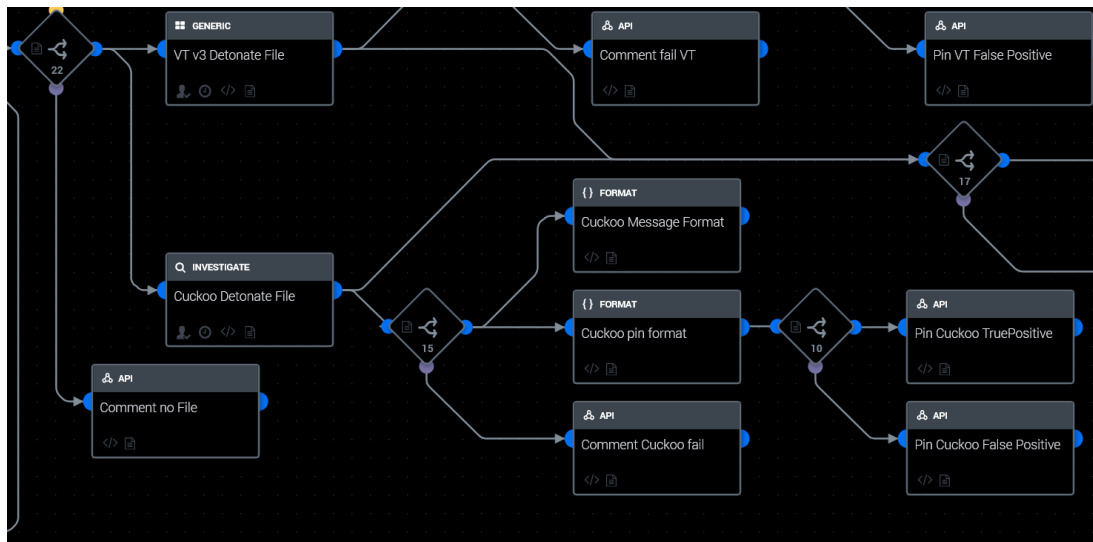 GENERIC
VT v3 Detonate File
22
API
Comment fail VT
API
Pin VT False Positive
17
FORMAT
Cuckoo Message Format
INVESTIGATE
Cuckoo Detonate File
15
FORMAT
Cuckoo pin format
10
API
Pin Cuckoo TruePositive
API
Comment no File
API
Comment Cuckoo fail
API
Pin Cuckoo False Positive